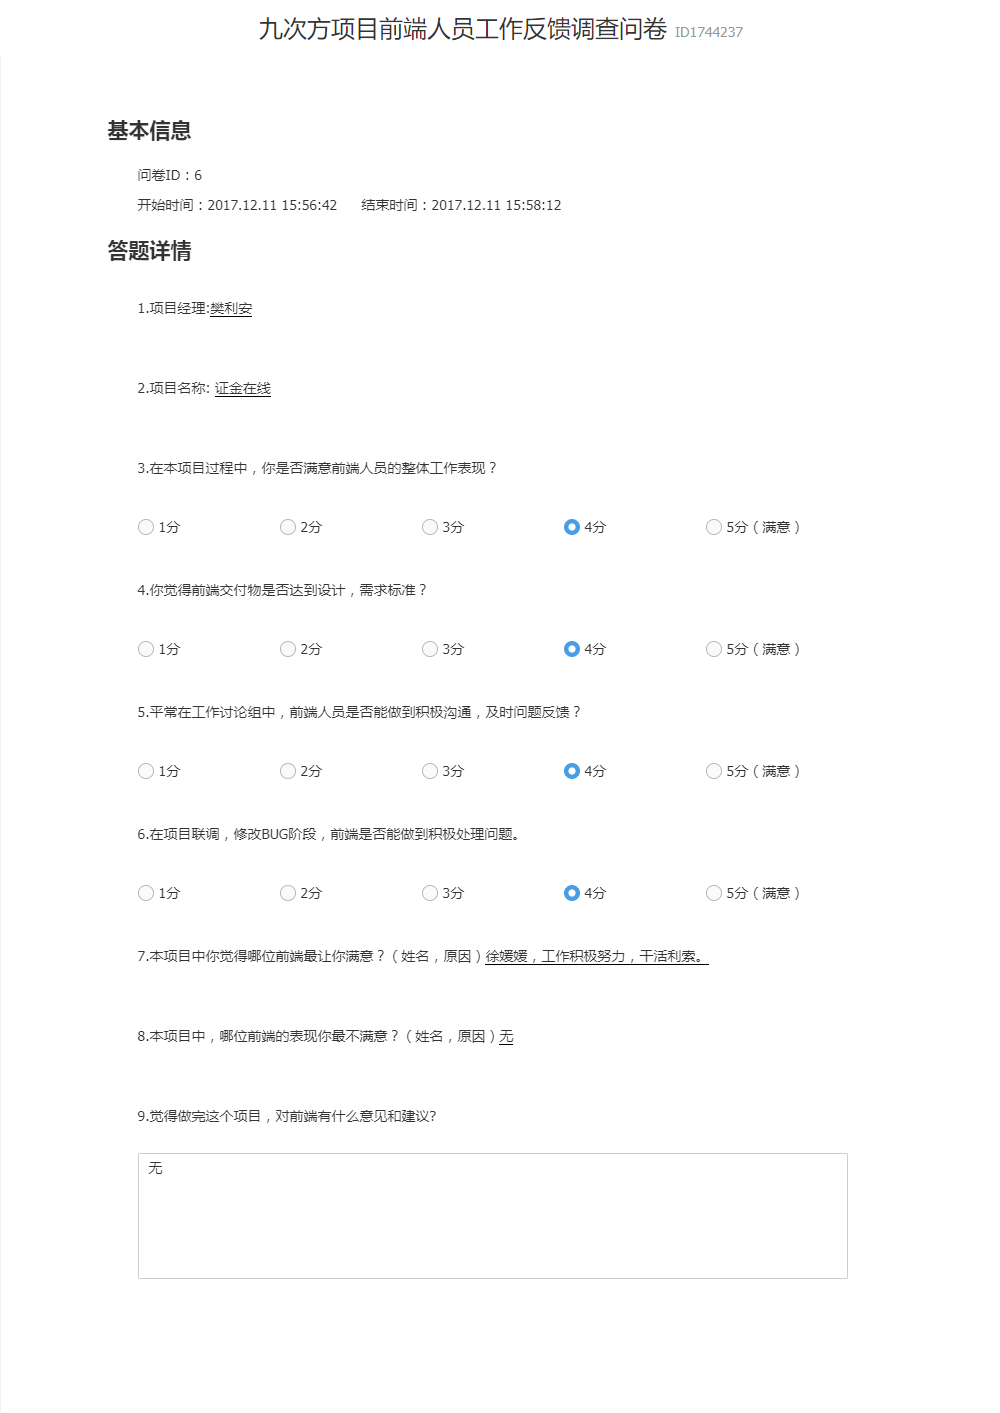 九次方项目前端人员工作反馈调查问卷 ID1744237
基本信息
问卷ID：6
开始时间：2017.12.11 15:56:42 结束时间：2017.12.11 15:58:12
答题详情
1.项目经理:樊利安
2.项目名称: 证金在线
3.在本项目过程中，你是否满意前端人员的整体工作表现？
1分 2分 3分 4分 5分（满意）
4.你觉得前端交付物是否达到设计，需求标准？
1分 2分 3分 4分 5分（满意）
5.平常在工作讨论组中，前端人员是否能做到积极沟通，及时问题反馈？
1分 2分 3分 4分 5分（满意）
6.在项目联调，修改BUG阶段，前端是否能做到积极处理问题。
1分 2分 3分 4分 5分（满意）
7.本项目中你觉得哪位前端最让你满意？（姓名，原因）徐媛媛，工作积极努力，干活利索。
8.本项目中，哪位前端的表现你最不满意？（姓名，原因）无
9.觉得做完这个项目，对前端有什么意见和建议?
无